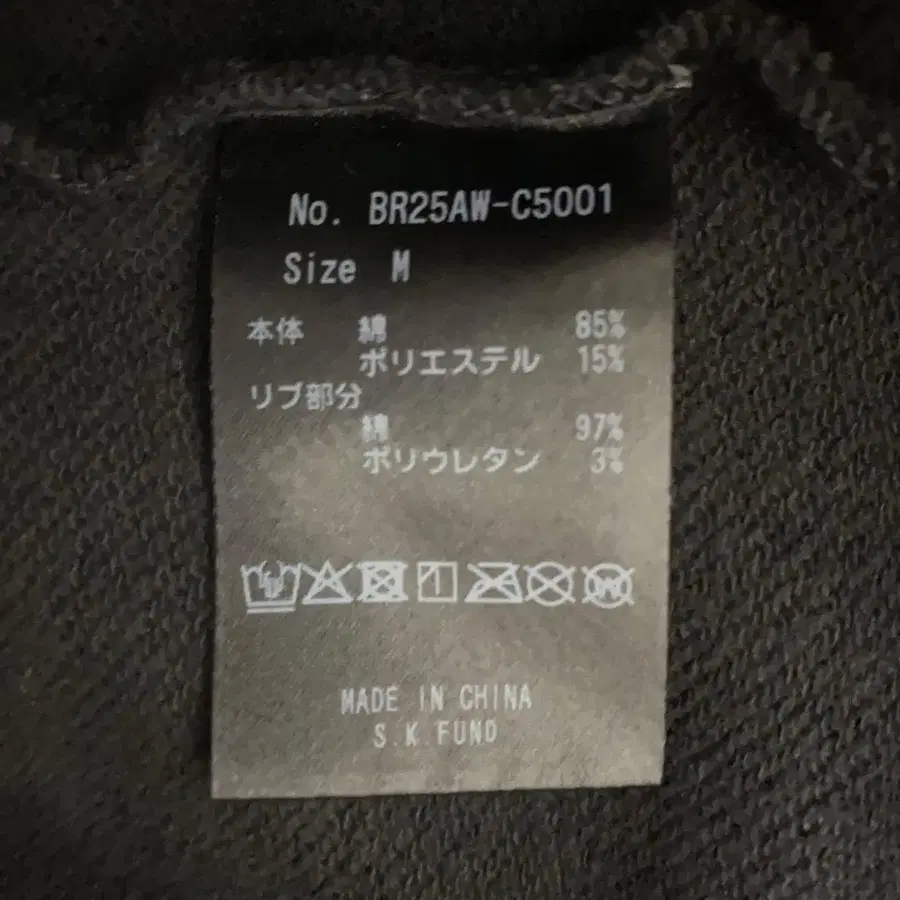 No. BR25AW-C5001
Size M
本体 綿 85%
ポリエステル 15%
リブ部分
綿 97%
ポリウレタン 3%
MADE IN CHINA
S.K.FUND